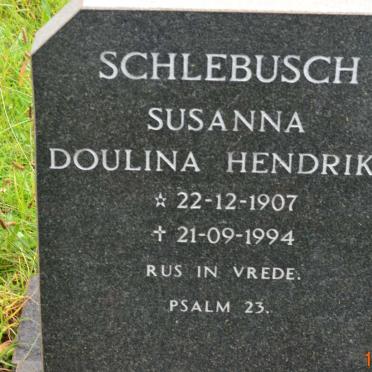 SCHLEBUSCH
SUSANNA
DOULINA HENDRIK
☆ 22-12-1907
✝ 21-09-1994
RUS IN VREDE.
PSALM 23.